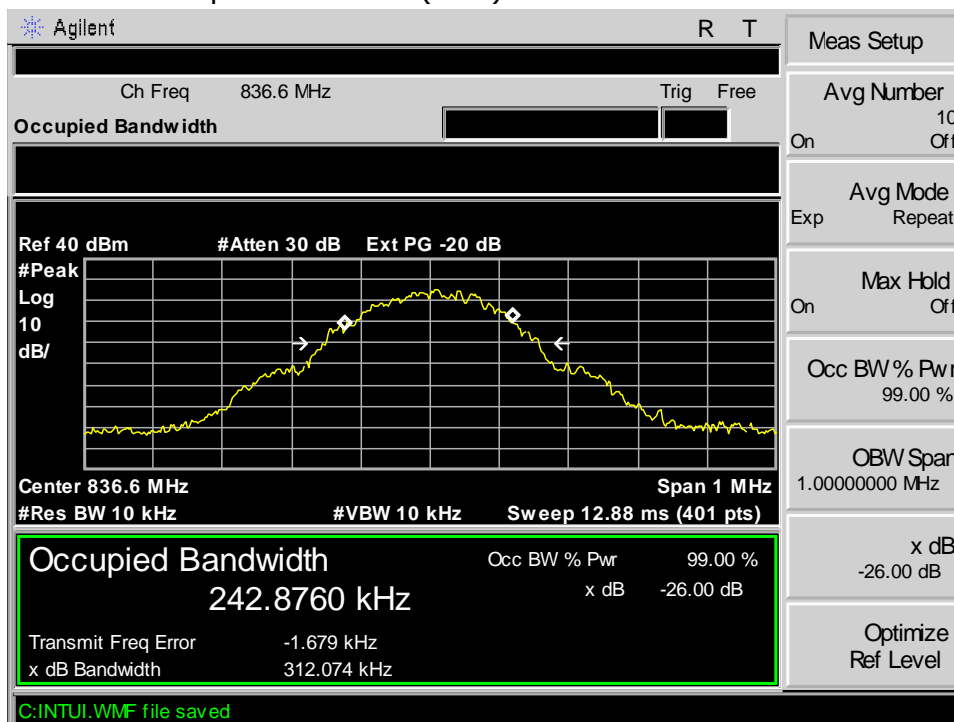 Agilent R T
Ch Freq 836.6 MHz Trig Free
Occupied Bandwidth
Ref 40 dBm #Atten 30 dB Ext PG -20 dB
#Peak
Log
10
dB/
Center 836.6 MHz Span 1 MHz
#Res BW 10 kHz #VBW 10 kHz Sweep 12.88 ms (401 pts)
Occupied Bandwidth Occ BW % Pwr 99.00 %
242.8760 kHz x dB -26.00 dB
Transmit Freq Error -1.679 kHz
x dB Bandwidth 312.074 kHz
C:INTUI.WMF file saved
Meas Setup
Avg Number
10
On Off
Avg Mode
Exp Repeat
Max Hold
On Off
Occ BW % Pwr
99.00 %
OBW Span
1.00000000 MHz
x dB
-26.00 dB
Optimize
Ref Level